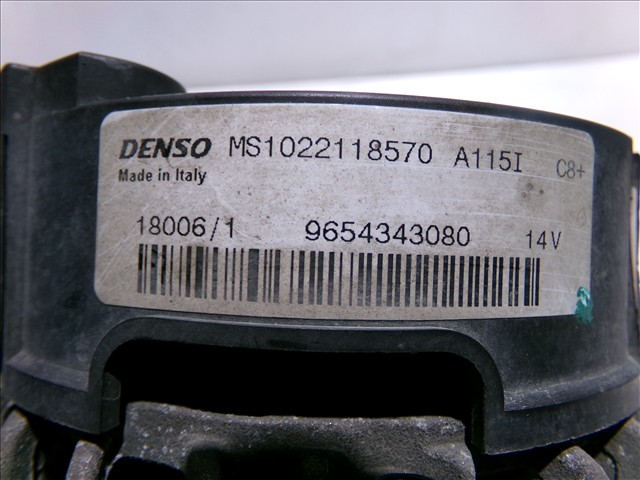 DENSO MS1022118570 A115I C8+
Made in Italy
18006/1 9654343080 14V